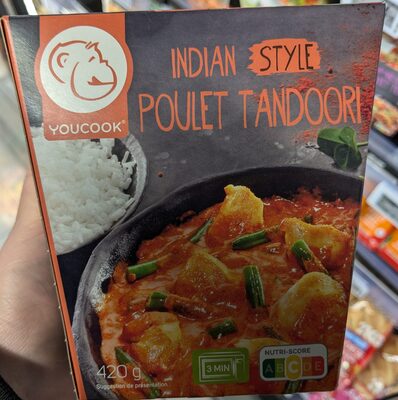 YOUCOOK®
INDIAN STYLE
POULET TANDOORI
420 g
Suggestion de présentation
3 MIN
NUTRI-SCORE
A B C D E